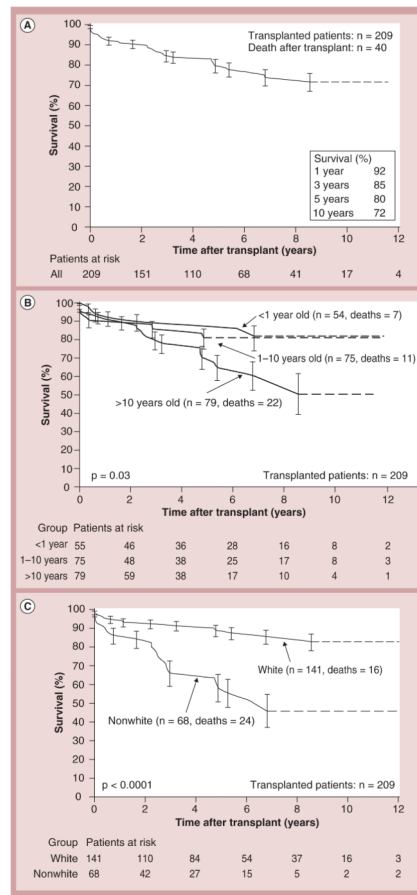 A
Transplanted patients: n = 209
Death after transplant: n = 40
Survival (%)
100
90
80
70
60
50
40
30
20
10
0
Survival (%)
1 year 92
3 years 85
5 years 80
10 years 72
0 2 4 6 8 10 12
Time after transplant (years)
Patients at risk
All 209 151 110 68 41 17 4
B
Survival (%)
100
90
80
70
60
50
40
30
20
10
0
<1 year old (n = 54, deaths = 7)
1–10 years old (n = 75, deaths = 11)
>10 years old (n = 79, deaths = 22)
p = 0.03
Transplanted patients: n = 209
0 2 4 6 8 10 12
Time after transplant (years)
Group Patients at risk
<1 year 55 46 36 28 16 8 2
1–10 years 75 48 38 25 17 8 3
>10 years 79 59 38 17 10 4 1
C
Survival (%)
100
90
80
70
60
50
40
30
20
10
0
White (n = 141, deaths = 16)
Nonwhite (n = 68, deaths = 24)
p < 0.0001
Transplanted patients: n = 209
0 2 4 6 8 10 12
Time after transplant (years)
Group Patients at risk
White 141 110 84 54 37 16 3
Nonwhite 68 42 27 15 5 2 2